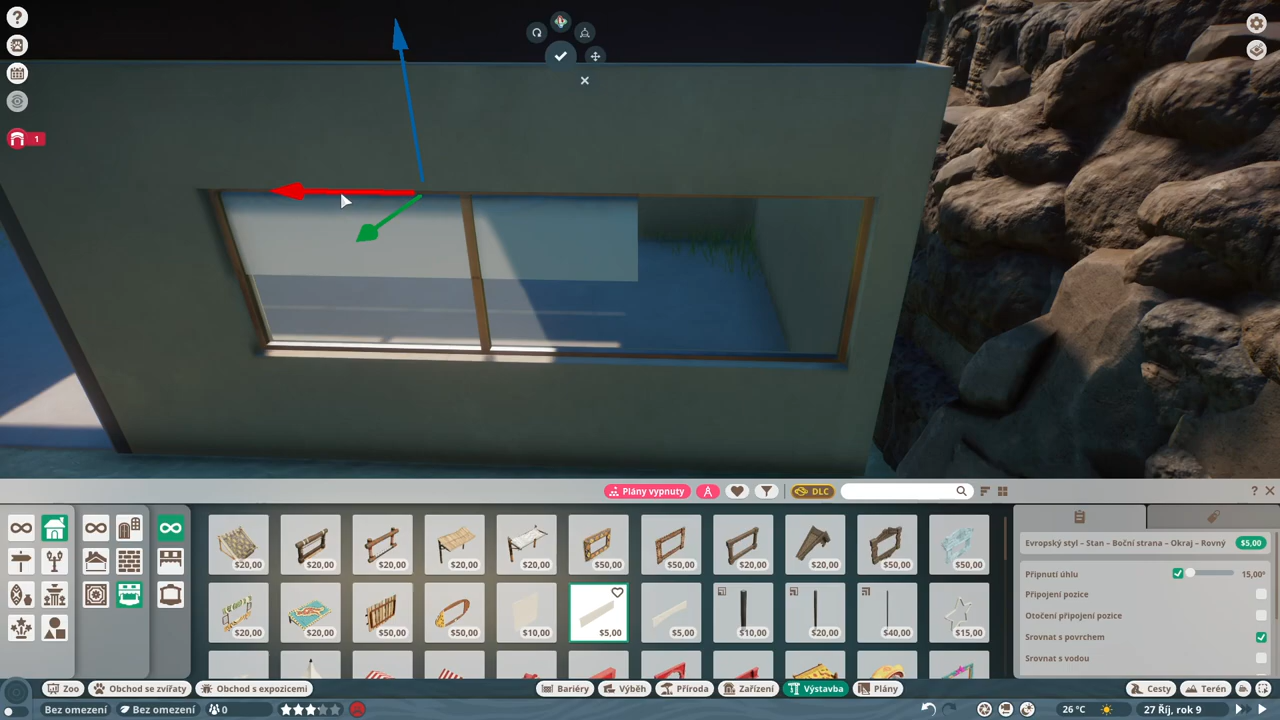 ?
1
Plány vypnuty
DLC
?
$20,00 $20,00 $20,00 $20,00 $20,00 $50,00 $50,00 $20,00 $20,00 $50,00 $50,00
$20,00 $20,00 $50,00 $50,00 $10,00 $5,00 $5,00 $10,00 $20,00 $40,00 $15,00
Evropský styl – Stan – Boční strana – Okraj – Rovný $5,00
Připnutí úhlu 15,00°
Připojení pozice
Otočení připojení pozice
Srovnat s povrchem
Srovnat s vodou
Zoo Obchod se zvířaty Obchod s expozicemi Bariéry Výběh Příroda Zařízení Výstavba Plány Cesty Terén
Bez omezení Bez omezení 0 26 °C 27 Říj, rok 9